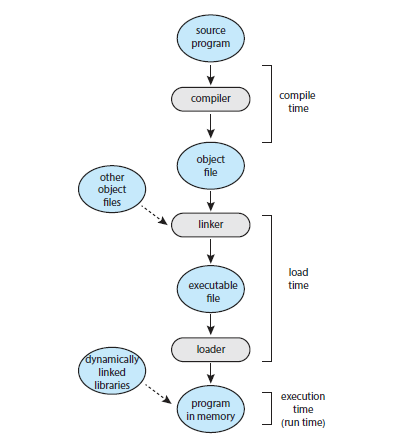 source
program
compiler
compile
time
object
file
other
object
files
linker
load
time
executable
file
loader
dynamically
linked
libraries
program
in memory
execution
time
(run time)